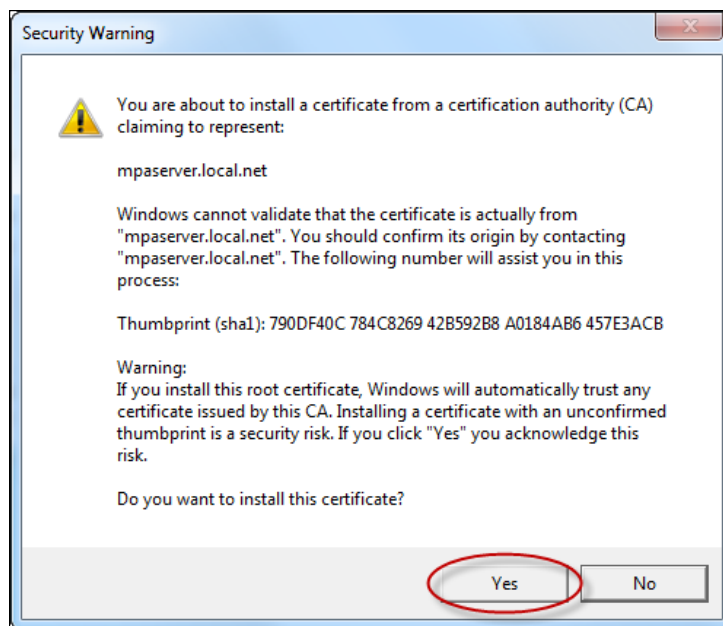 Security Warning
You are about to install a certificate from a certification authority (CA)
claiming to represent:
mpaserver.local.net
Windows cannot validate that the certificate is actually from
"mpaserver.local.net". You should confirm its origin by contacting
"mpaserver.local.net". The following number will assist you in this
process:
Thumbprint (sha1): 790DF40C 784C8269 42B592B8 A0184AB6 457E3ACB
Warning:
If you install this root certificate, Windows will automatically trust any
certificate issued by this CA. Installing a certificate with an unconfirmed
thumbprint is a security risk. If you click "Yes" you acknowledge this
risk.
Do you want to install this certificate?
Yes No